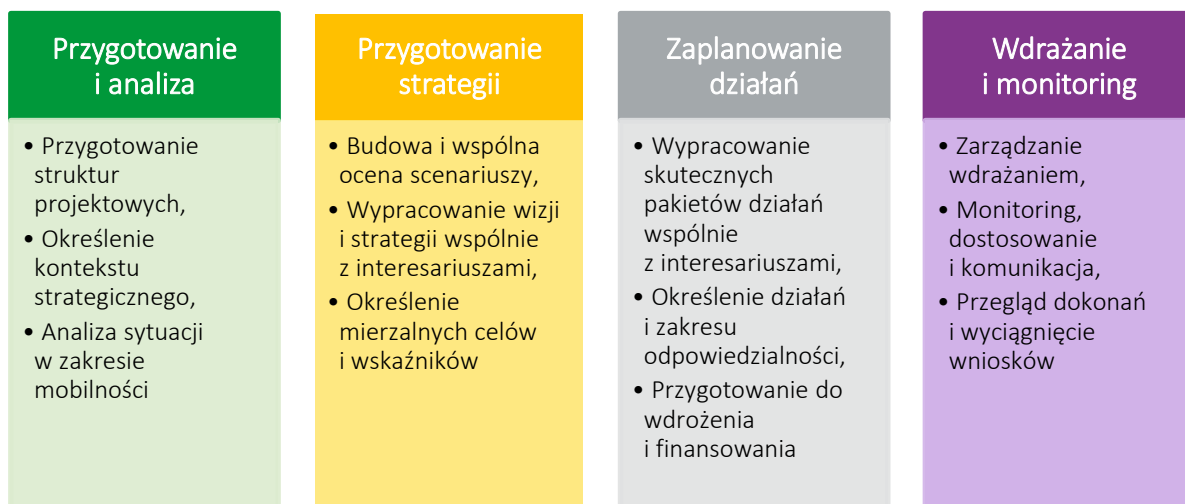 Przygotowanie
i analiza
• Przygotowanie
struktur
projektowych,
• Określenie
kontekstu
strategicznego,
• Analiza sytuacji
w zakresie
mobilności
Przygotowanie
strategii
• Budowa i wspólna
ocena scenariuszy,
• Wypracowanie wizji
i strategii wspólnie
z interesariuszami,
• Określenie
mierzalnych celów
i wskaźników
Zaplanowanie
działań
• Wypracowanie
skutecznych
pakietów działań
wspólnie
z interesariuszami,
• Określenie działań
i zakresu
odpowiedzialności,
• Przygotowanie do
wdrożenia
i finansowania
Wdrażanie
i monitoring
• Zarządzanie
wdrażaniem,
• Monitoring,
dostosowanie
i komunikacja,
• Przegląd dokonań
i wyciągnięcie
wniosków